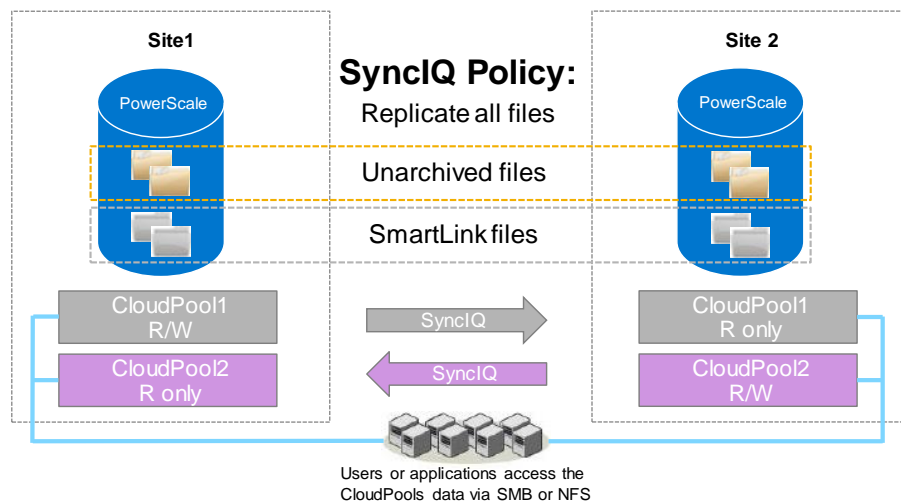 Site1
Site 2
SyncIQ Policy:
Replicate all files
PowerScale
PowerScale
Unarchived files
SmartLink files
CloudPool1
R/W
SyncIQ
CloudPool1
R only
CloudPool2
R only
SyncIQ
CloudPool2
R/W
Users or applications access the
CloudPools data via SMB or NFS